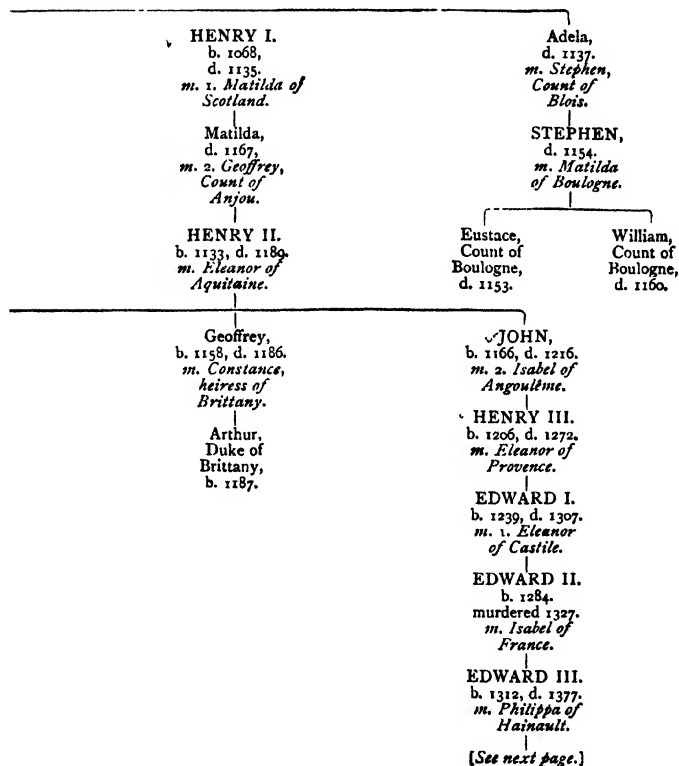 HENRY I.
b. 1068,
d. 1135.
m. 1. Matilda of
Scotland.
Matilda,
d. 1167,
m. 2. Geoffrey,
Count of
Anjou.
HENRY II.
b. 1133, d. 1189.
m. Eleanor of
Aquitaine.
Adela,
d. 1137.
m. Stephen,
Count of
Blois.
STEPHEN,
d. 1154.
m. Matilda
of Boulogne.
Eustace,
Count of
Boulogne,
d. 1153.
William,
Count of
Boulogne,
d. 1160.
Geoffrey,
b. 1158, d. 1186.
m. Constance,
heiress of
Brittany.
Arthur,
Duke of
Brittany,
b. 1187.
JOHN,
b. 1166, d. 1216.
m. 2. Isabel of
Angoulême.
HENRY III.
b. 1206, d. 1272.
m. Eleanor of
Provence.
EDWARD I.
b. 1239, d. 1307.
m. 1. Eleanor
of Castile.
EDWARD II.
b. 1284.
murdered 1327.
m. Isabel of
France.
EDWARD III.
b. 1312, d. 1377.
m. Philippa of
Hainault.
[See next page.]